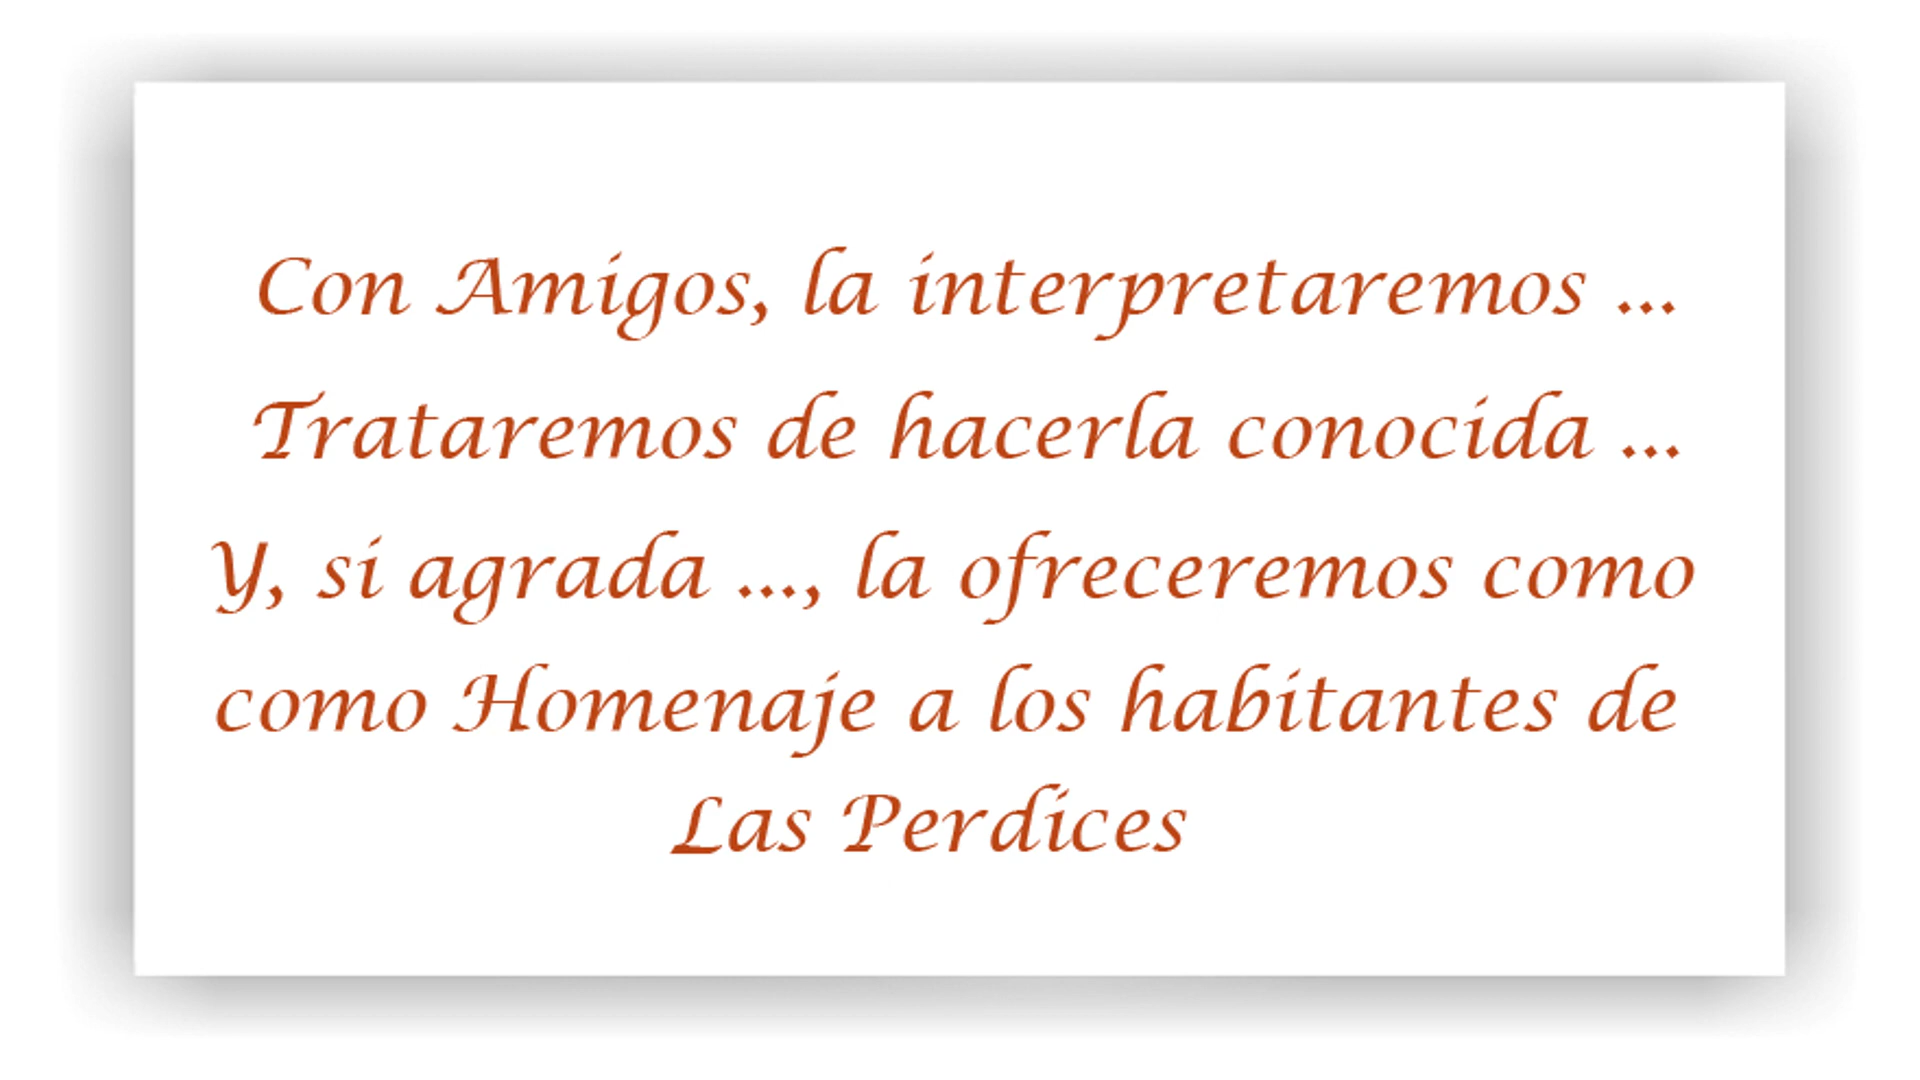 Con Amigos, la interpretaremos ...
Trataremos de hacerla conocida ...
Y, si agrada ..., la ofreceremos como
como Homenaje a los habitantes de
Las Perdices